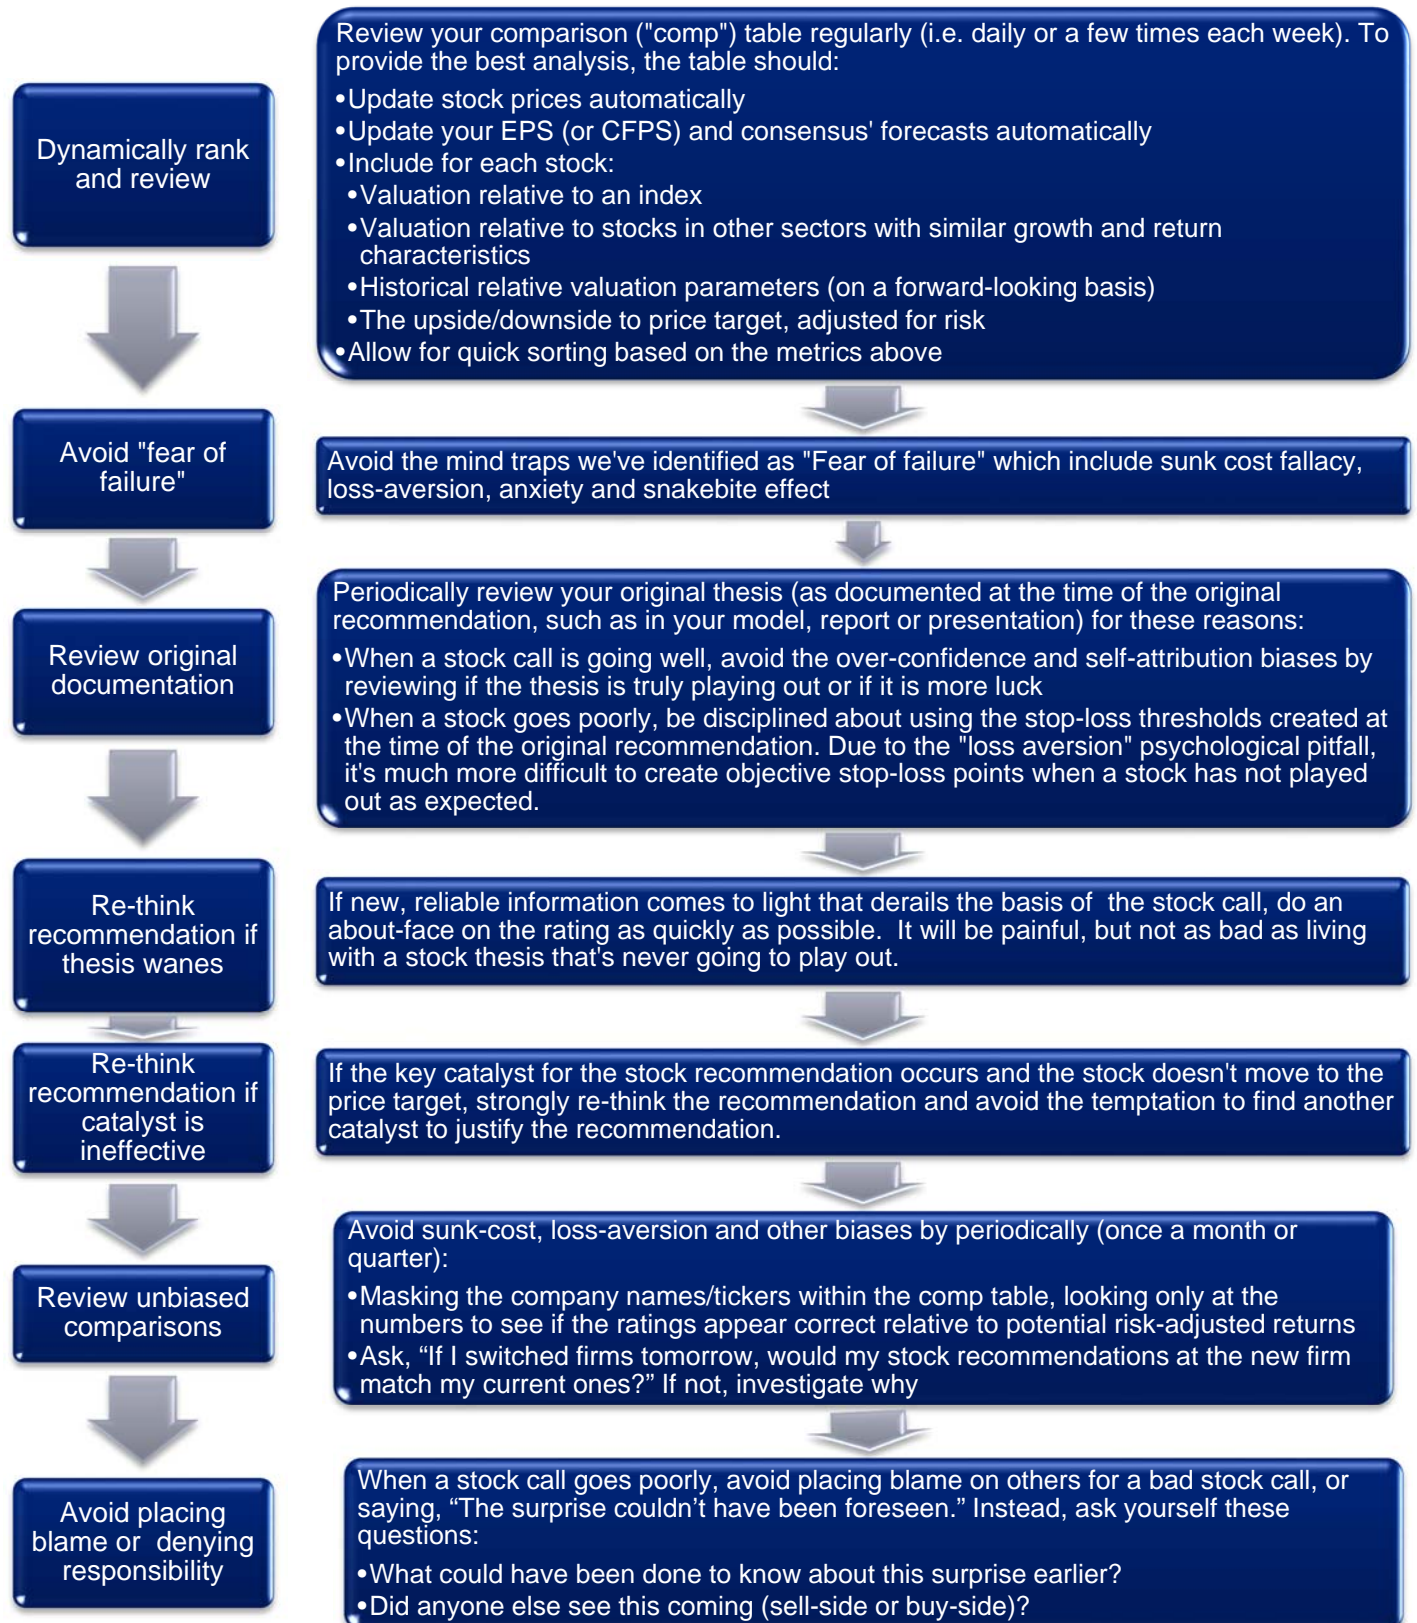 Dynamically rank
and review
Review your comparison ("comp") table regularly (i.e. daily or a few times each week). To
provide the best analysis, the table should:
•Update stock prices automatically
•Update your EPS (or CFPS) and consensus' forecasts automatically
•Include for each stock:
•Valuation relative to an index
•Valuation relative to stocks in other sectors with similar growth and return
characteristics
•Historical relative valuation parameters (on a forward-looking basis)
•The upside/downside to price target, adjusted for risk
•Allow for quick sorting based on the metrics above
Avoid "fear of
failure"
Avoid the mind traps we've identified as "Fear of failure" which include sunk cost fallacy,
loss-aversion, anxiety and snakebite effect
Review original
documentation
Periodically review your original thesis (as documented at the time of the original
recommendation, such as in your model, report or presentation) for these reasons:
•When a stock call is going well, avoid the over-confidence and self-attribution biases by
reviewing if the thesis is truly playing out or if it is more luck
•When a stock goes poorly, be disciplined about using the stop-loss thresholds created at
the time of the original recommendation. Due to the "loss aversion" psychological pitfall,
it's much more difficult to create objective stop-loss points when a stock has not played
out as expected.
Re-think
recommendation if
thesis wanes
If new, reliable information comes to light that derails the basis of  the stock call, do an
about-face on the rating as quickly as possible.  It will be painful, but not as bad as living
with a stock thesis that's never going to play out.
Re-think
recommendation if
catalyst is
ineffective
If the key catalyst for the stock recommendation occurs and the stock doesn't move to the
price target, strongly re-think the recommendation and avoid the temptation to find another
catalyst to justify the recommendation.
Review unbiased
comparisons
Avoid sunk-cost, loss-aversion and other biases by periodically (once a month or
quarter):
•Masking the company names/tickers within the comp table, looking only at the
numbers to see if the ratings appear correct relative to potential risk-adjusted returns
•Ask, “If I switched firms tomorrow, would my stock recommendations at the new firm
match my current ones?” If not, investigate why
Avoid placing
blame or  denying
responsibility
When a stock call goes poorly, avoid placing blame on others for a bad stock call, or
saying, “The surprise couldn’t have been foreseen.” Instead, ask yourself these
questions:
•What could have been done to know about this surprise earlier?
•Did anyone else see this coming (sell-side or buy-side)?